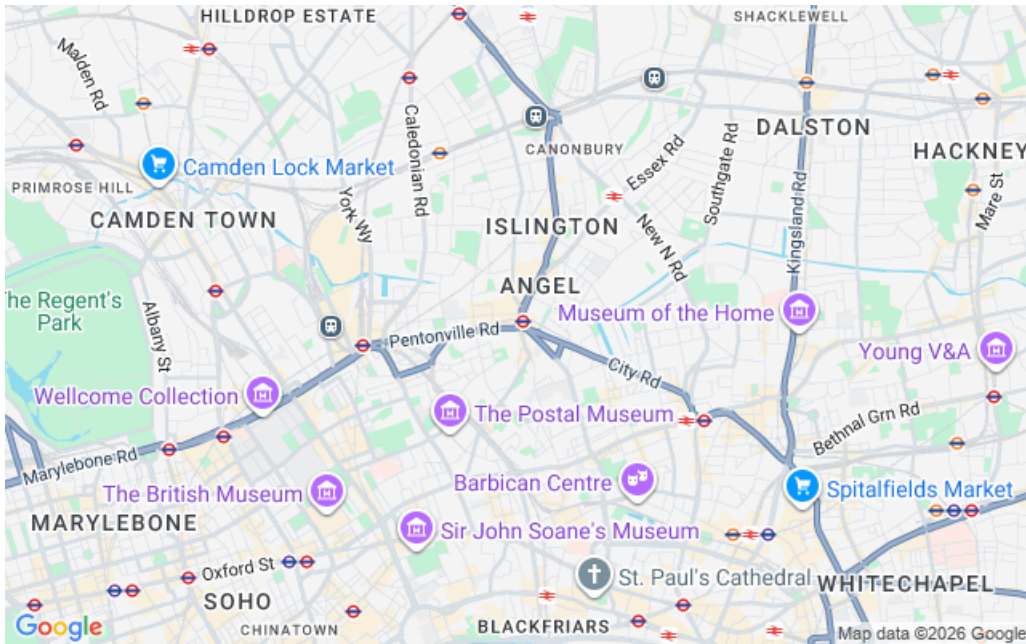 HILLDROP ESTATE
SHACKLEWELL
Malden Rd
Caledonian Rd
DALSTON
CANONBURY
Essex Rd
Southgate Rd
HACKNEY
Camden Lock Market
PRIMROSE HILL
York Wy
Kingsland Rd
Mare St
CAMDEN TOWN
ISLINGTON
New N Rd
ANGEL
The Regent's
Park
Albany St
Museum of the Home
Pentonville Rd
Young V&A
City Rd
Wellcome Collection
The Postal Museum
Bethnal Grn Rd
Marylebone Rd
Barbican Centre
The British Museum
Spitalfields Market
MARYLEBONE
Sir John Soane's Museum
Oxford St
St. Paul's Cathedral
WHITECHAPEL
SOHO
CHINATOWN
BLACKFRIARS
Google
Map data ©2026 Google